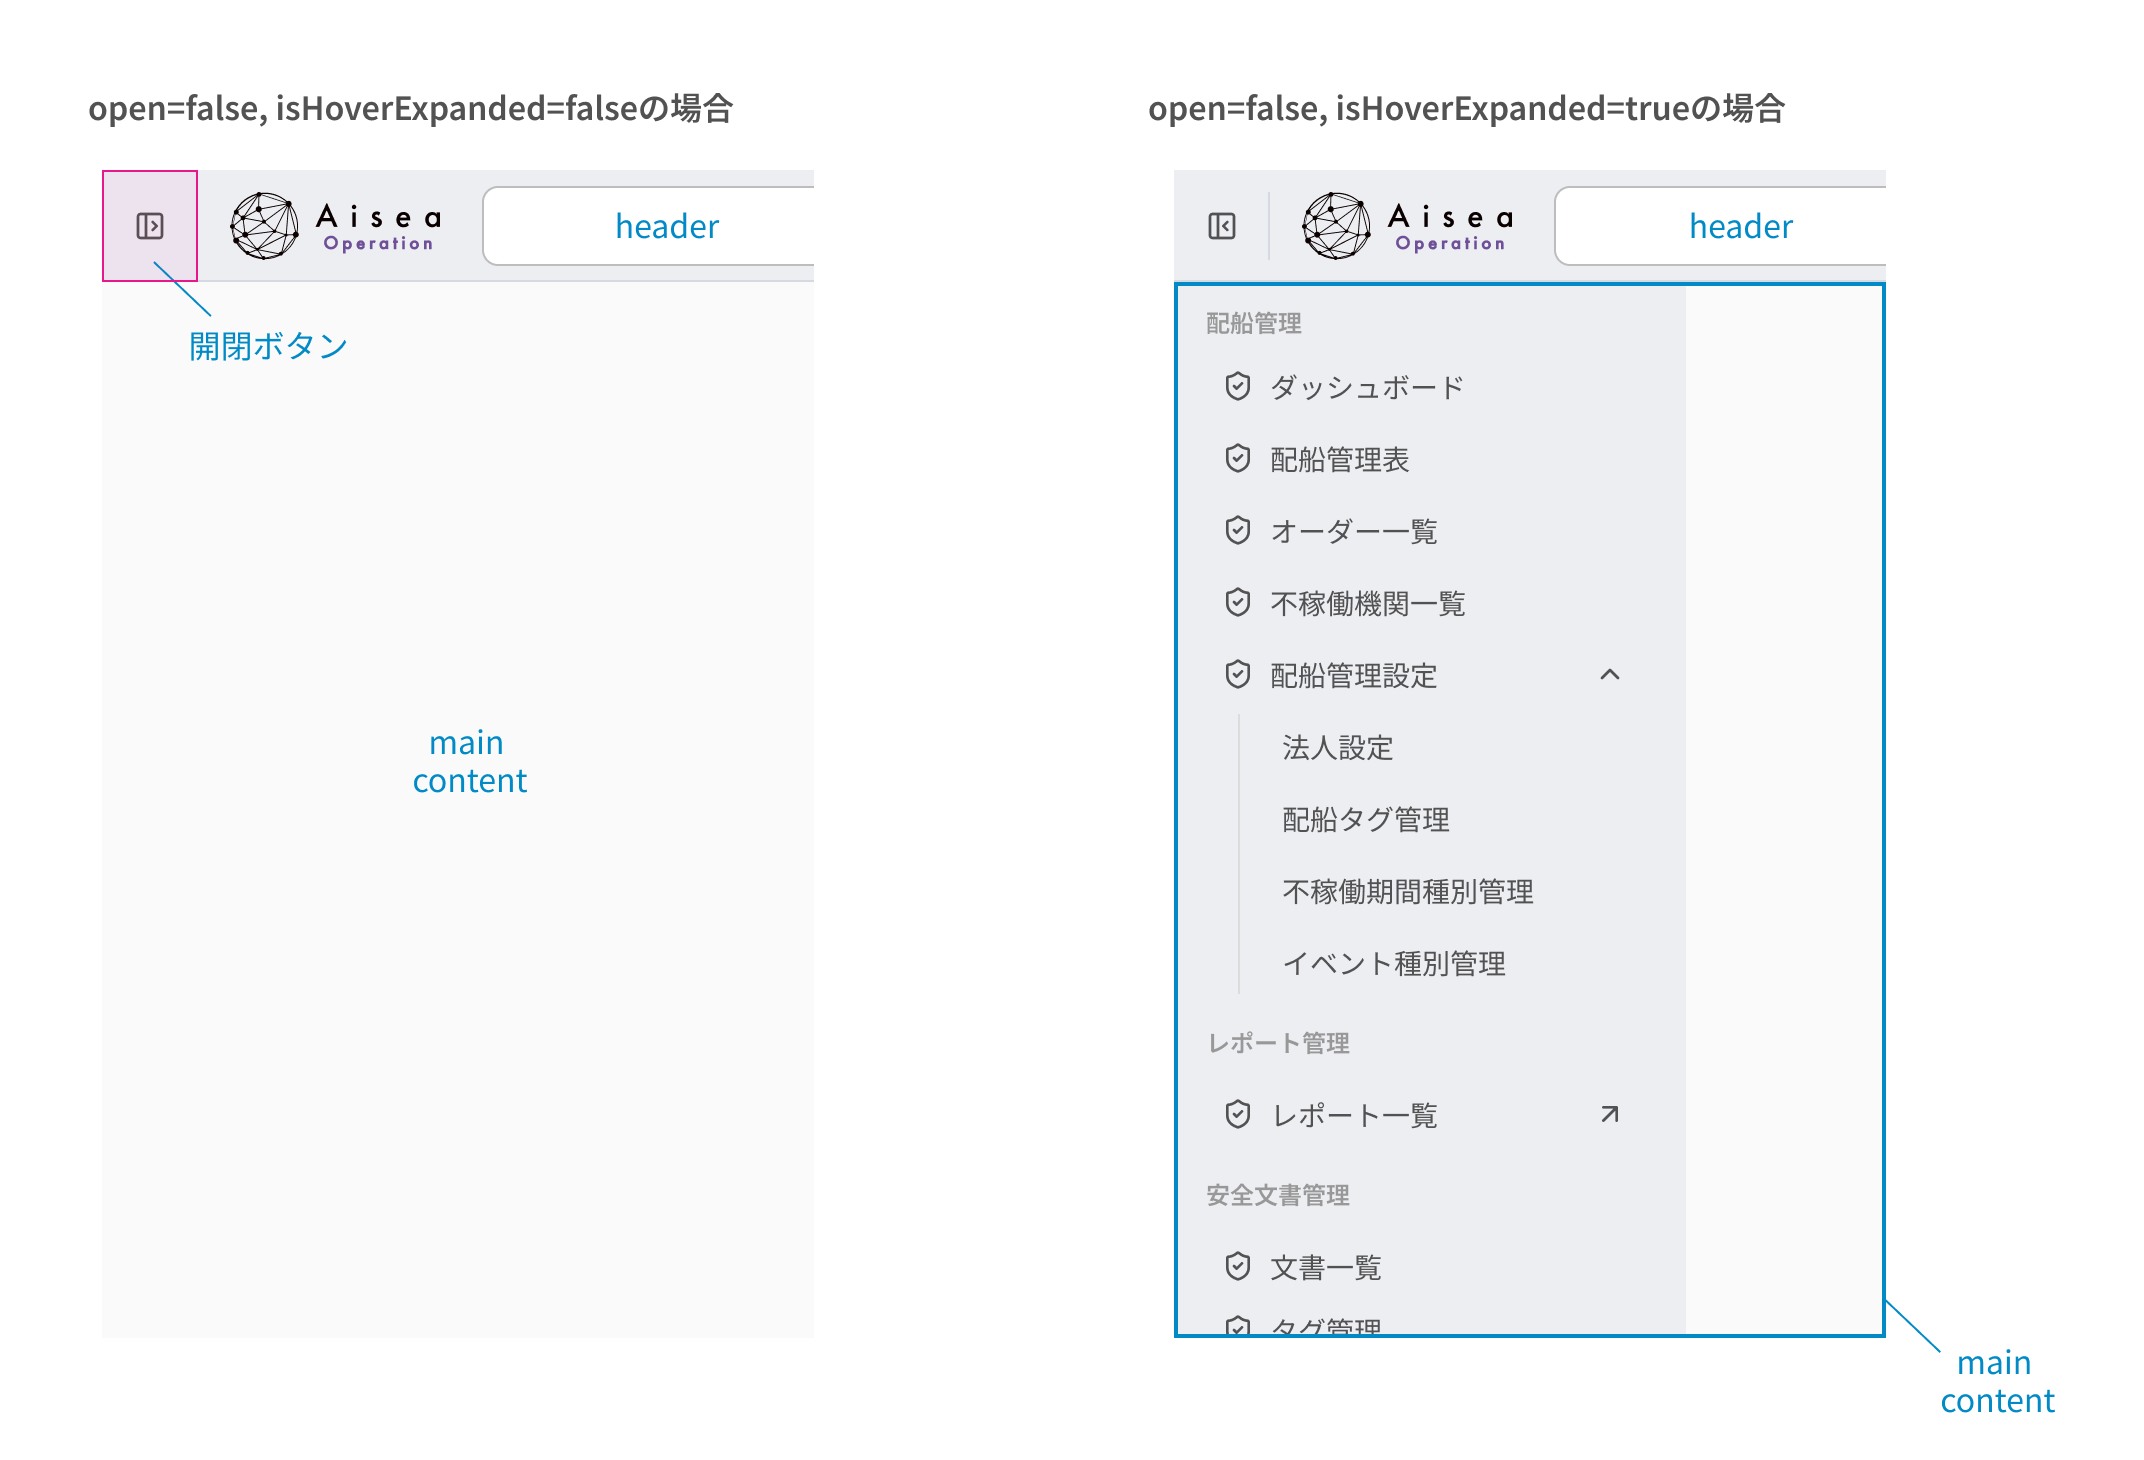 open=false, isHoverExpanded=falseの場合
Aisea
Operation
header
開閉ボタン
main
content
open=false, isHoverExpanded=trueの場合
Aisea
Operation
header
配船管理
ダッシュボード
配船管理表
オーダー一覧
不稼働機関一覧
配船管理設定
法人設定
配船タグ管理
不稼働期間種別管理
イベント種別管理
レポート管理
レポート一覧
安全文書管理
文書一覧
タグ管理
main
content